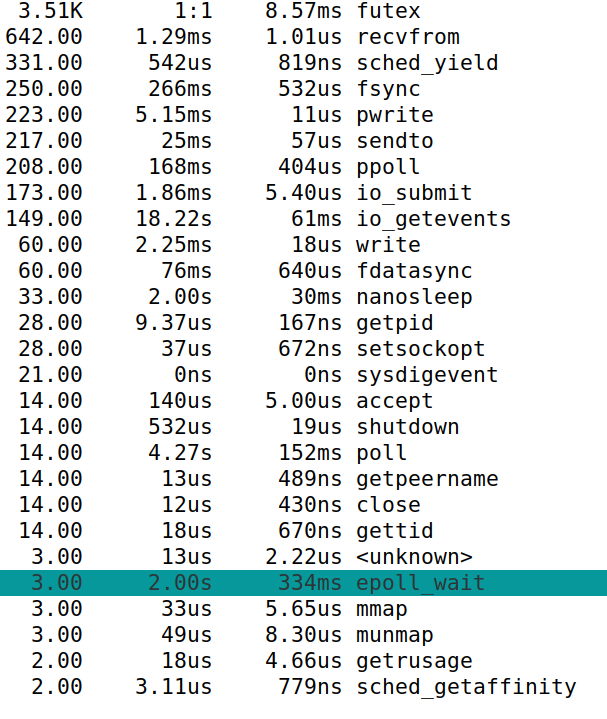 3.51K 1:1 8.57ms futex
642.00 1.29ms 1.01us recvfrom
331.00 542us 819ns sched_yield
250.00 266ms 532us fsync
223.00 5.15ms 11us pwrite
217.00 25ms 57us sendto
208.00 168ms 404us ppoll
173.00 1.86ms 5.40us io_submit
149.00 18.22s 61ms io_getevents
60.00 2.25ms 18us write
60.00 76ms 640us fdatasync
33.00 2.00s 30ms nanosleep
28.00 9.37us 167ns getpid
28.00 37us 672ns setsockopt
21.00 0ns 0ns sysdigevent
14.00 140us 5.00us accept
14.00 532us 19us shutdown
14.00 4.27s 152ms poll
14.00 13us 489ns getpeername
14.00 12us 430ns close
14.00 18us 670ns gettid
3.00 13us 2.22us <unknown>
3.00 2.00s 334ms epoll_wait
3.00 33us 5.65us mmap
3.00 49us 8.30us munmap
2.00 18us 4.66us getrusage
2.00 3.11us 779ns sched_getaffinity